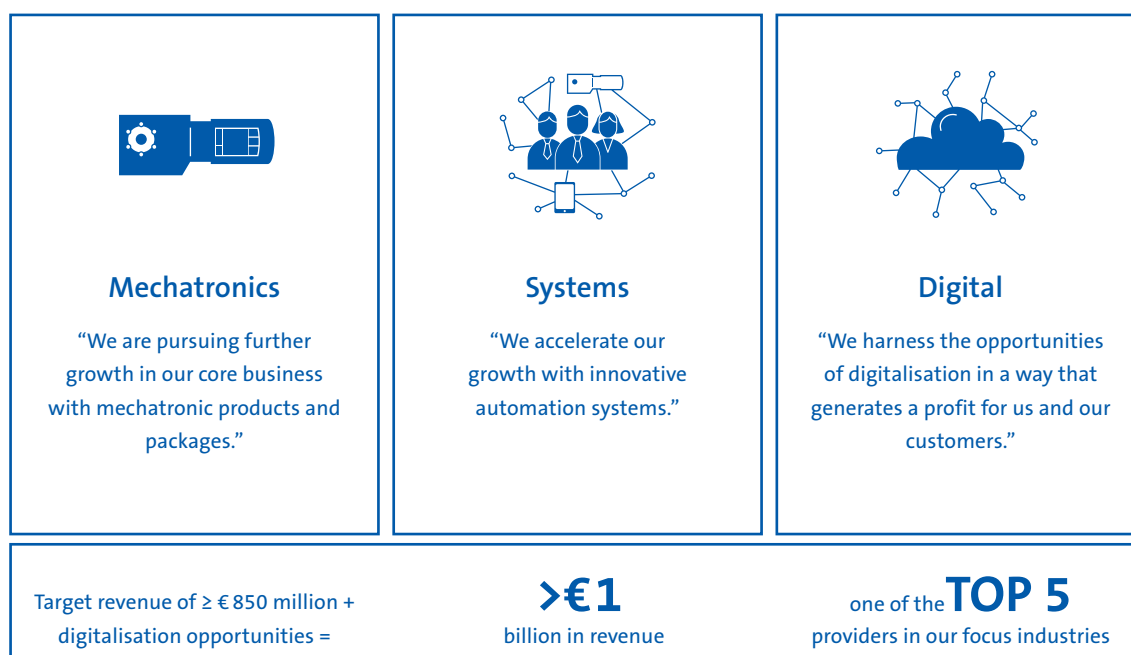 Mechatronics
“We are pursuing further
growth in our core business
with mechatronic products and
packages.”
Systems
“We accelerate our
growth with innovative
automation systems.”
Digital
“We harness the opportunities
of digitalisation in a way that
generates a profit for us and our
customers.”
Target revenue of ≥ € 850 million +
digitalisation opportunities =
>€ 1
billion in revenue
one of the TOP 5
providers in our focus industries